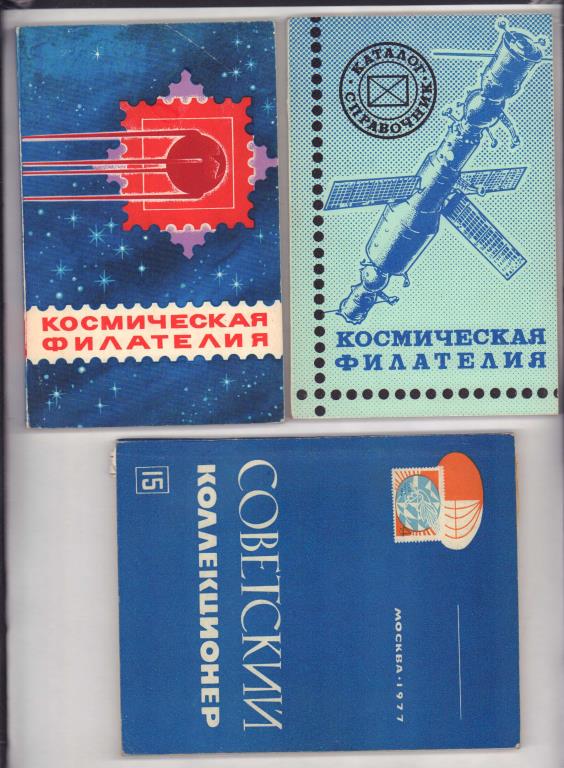 КОСМИЧЕСКАЯ
ФИЛАТЕЛИЯ
КАТАЛОГ
СПРАВОЧНИК
КОСМИЧЕСКАЯ
ФИЛАТЕЛИЯ
15
СОВЕТСКИЙ
КОЛЛЕКЦИОНЕР
МОСКВА · 1977